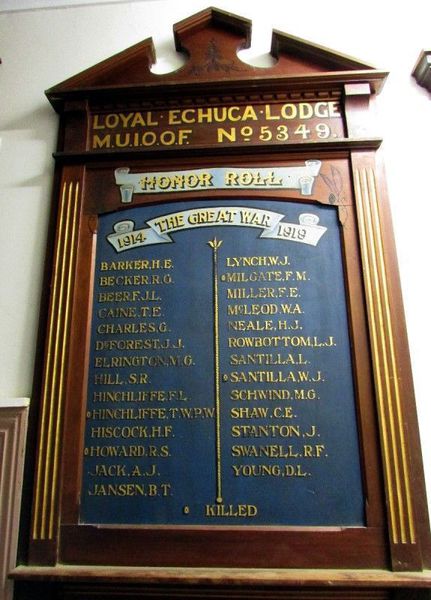 LOYAL·ECHUCA·LODGE
M.U.I.O.O.F. No 5349.
HONOR ROLL
THE GREAT WAR
1914 1919
BARKER, H.E.
BECKER, R.G.
BEER, F.J.L.
CAINE, T.E.
CHARLES, G.
DeFOREST, J.J.
ELRINGTON, M.G.
HILL, S.R.
HINCHLIFFE, F.L
o HINCHLIFFE, T.W.P.W.
HISCOCK, H.F.
o HOWARD, R.S.
JACK, A.J.
JANSEN, B.T.
LYNCH, W.J.
o MILGATE, F.M.
MILLER, F.E.
McLEOD, W.A.
NEALE, H.J.
ROWBOTTOM, L.J.
SANTILLA, L.
o SANTILLA, W.J.
SCHWIND, M.G.
SHAW, C.E.
STANTON, J.
SWANELL, R.F.
YOUNG, D.L.
o KILLED